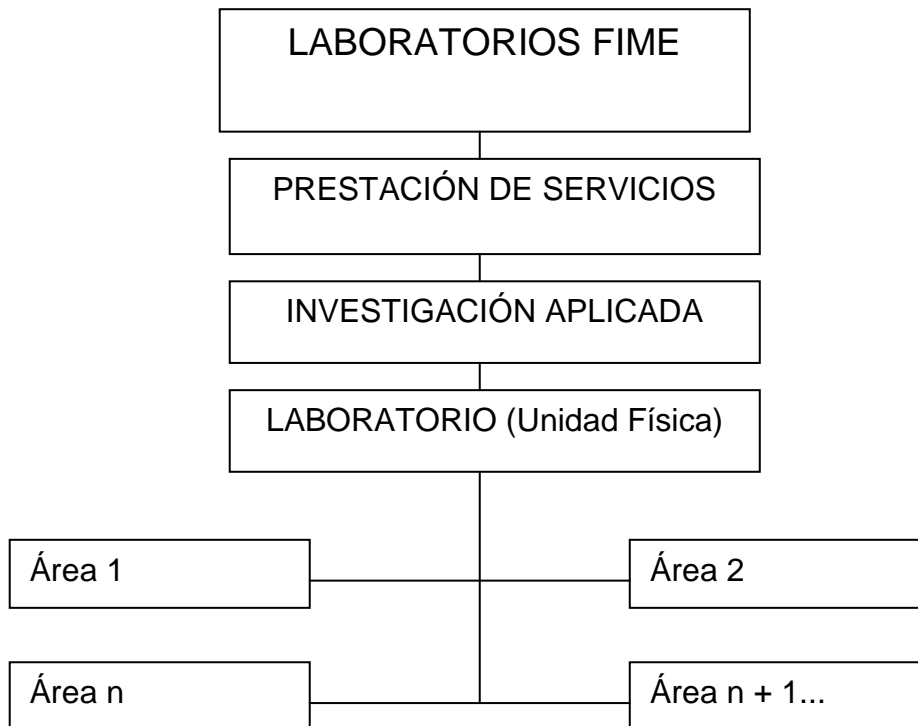 LABORATORIOS FIME
PRESTACIÓN DE SERVICIOS
INVESTIGACIÓN APLICADA
LABORATORIO (Unidad Física)
Área 1
Área 2
Área n
Área n + 1...